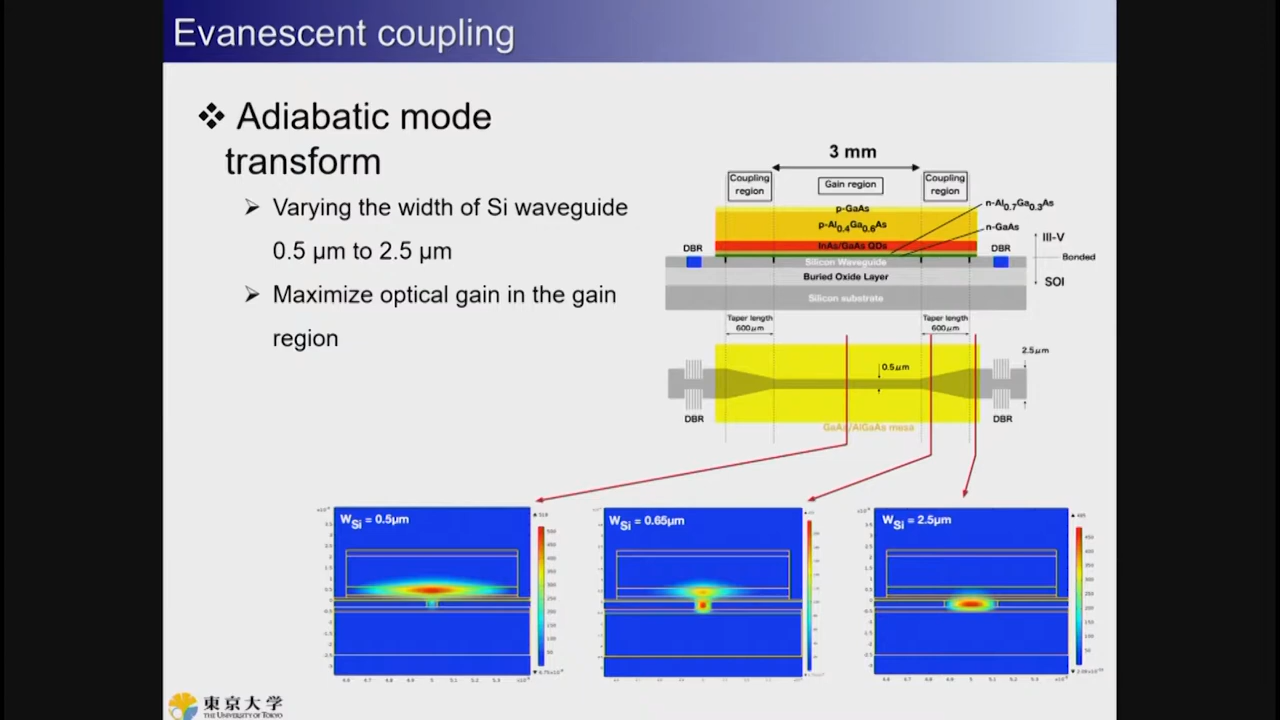 Evanescent coupling
❖ Adiabatic mode
transform
➢ Varying the width of Si waveguide
0.5 μm to 2.5 μm
➢ Maximize optical gain in the gain
region
3 mm
Coupling
region
Gain region
Coupling
region
p-GaAs
p-Al0.4Ga0.6As
InAs/GaAs QDs
n-Al0.7Ga0.3As
n-GaAs
III-V
Bonded
SOI
DBR
DBR
Silicon Waveguide
Buried Oxide Layer
Silicon substrate
Taper length
600μm
Taper length
600μm
2.5μm
0.5μm
DBR
DBR
GaAs/AlGaAs mesa
WSi = 0.5μm
WSi = 0.65μm
WSi = 2.5μm
東京大学
THE UNIVERSITY OF TOKYO